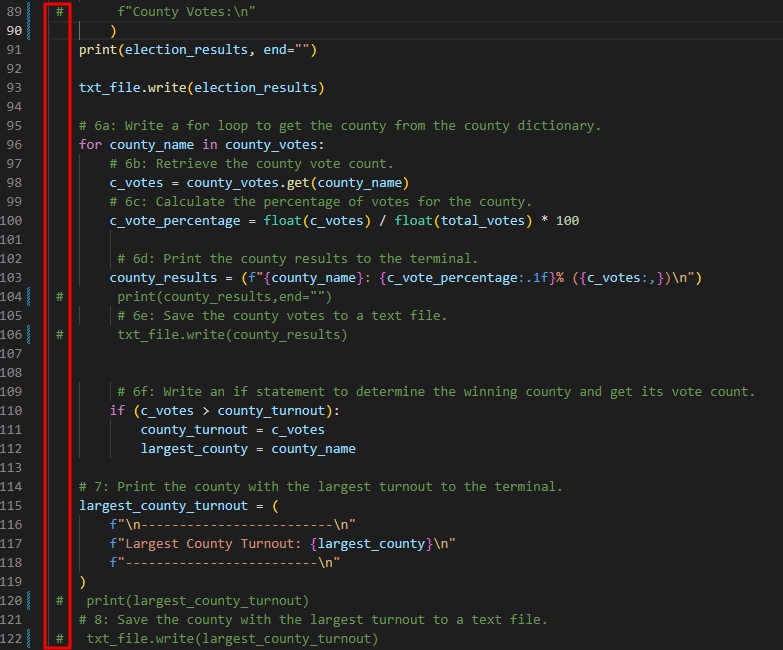 89 #       f"County Votes:\n"
90         )
91     print(election_results, end="")
92
93     txt_file.write(election_results)
94
95     # 6a: Write a for loop to get the county from the county dictionary.
96     for county_name in county_votes:
97         # 6b: Retrieve the county vote count.
98         c_votes = county_votes.get(county_name)
99         # 6c: Calculate the percentage of votes for the county.
100         c_vote_percentage = float(c_votes) / float(total_votes) * 100
101
102          # 6d: Print the county results to the terminal.
103         county_results = (f"{county_name}: {c_vote_percentage:.1f}% ({c_votes:,})\n")
104 #       print(county_results,end="")
105          # 6e: Save the county votes to a text file.
106 #       txt_file.write(county_results)
107
108
109          # 6f: Write an if statement to determine the winning county and get its vote count.
110         if (c_votes > county_turnout):
111             county_turnout = c_votes
112             largest_county = county_name
113
114     # 7: Print the county with the largest turnout to the terminal.
115     largest_county_turnout = (
116         f"\n-------------------------\n"
117         f"Largest County Turnout: {largest_county}\n"
118         f"-------------------------\n"
119     )
120 #   print(largest_county_turnout)
121     # 8: Save the county with the largest turnout to a text file.
122 #   txt_file.write(largest_county_turnout)